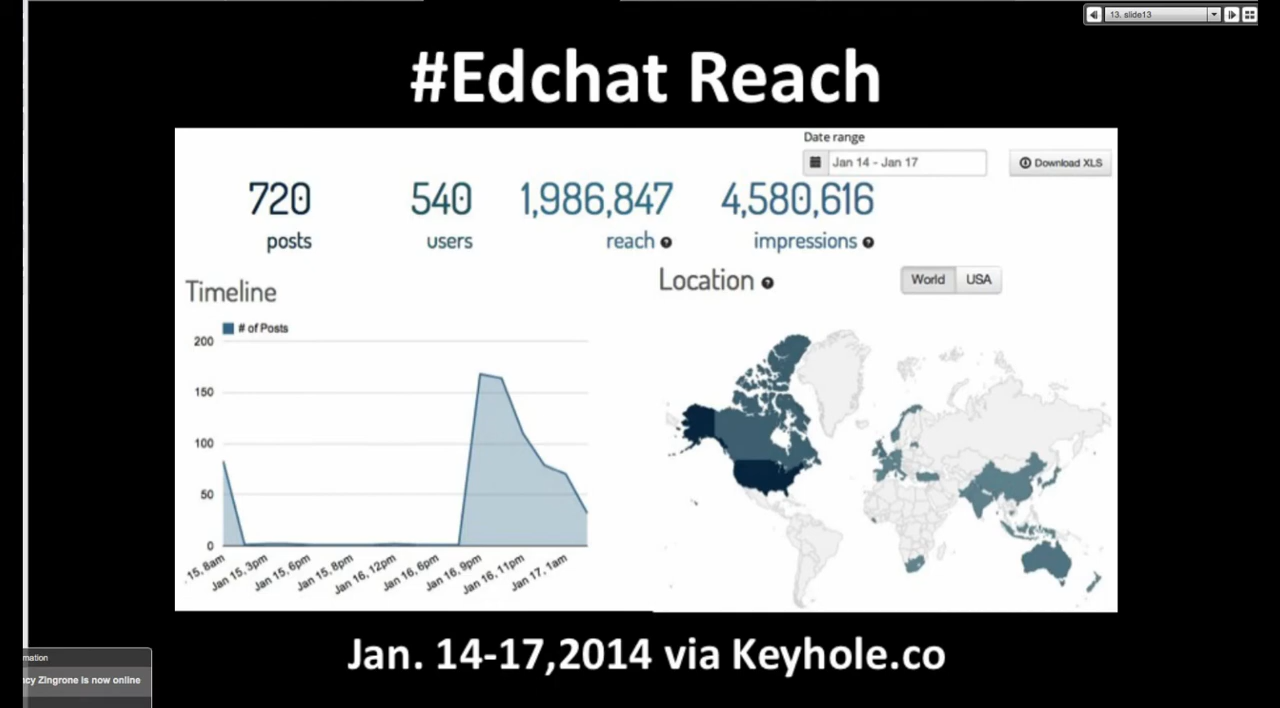 13. slide13
#Edchat Reach
Date range
Jan 14 - Jan 17
Download XLS
720 540 1,986,847 4,580,616
posts users reach ? impressions ?
Timeline
Location ?
World USA
# of Posts
200
150
100
50
0
15, 8am
Jan 15, 3pm
Jan 15, 6pm
Jan 15, 8pm
Jan 16, 12pm
Jan 16, 6pm
Jan 16, 9pm
Jan 16, 11pm
Jan 17, 1am
Jan. 14-17,2014 via Keyhole.co
mation
cy Zingrone is now online